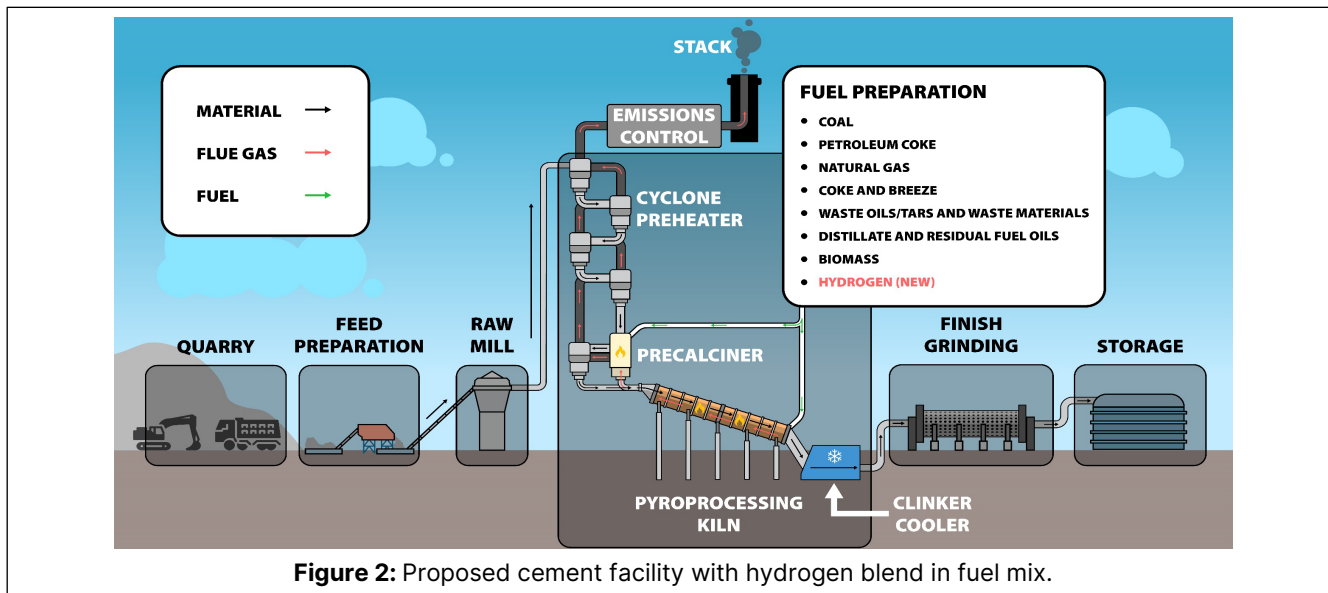 STACK
MATERIAL
FLUE GAS
FUEL
EMISSIONS
CONTROL
FUEL PREPARATION
• COAL
• PETROLEUM COKE
• NATURAL GAS
• COKE AND BREEZE
• WASTE OILS/TARS AND WASTE MATERIALS
• DISTILLATE AND RESIDUAL FUEL OILS
• BIOMASS
• HYDROGEN (NEW)
CYCLONE
PREHEATER
QUARRY
FEED
PREPARATION
RAW
MILL
PRECALCINER
FINISH
GRINDING
STORAGE
PYROPROCESSING
KILN
CLINKER
COOLER
Figure 2: Proposed cement facility with hydrogen blend in fuel mix.